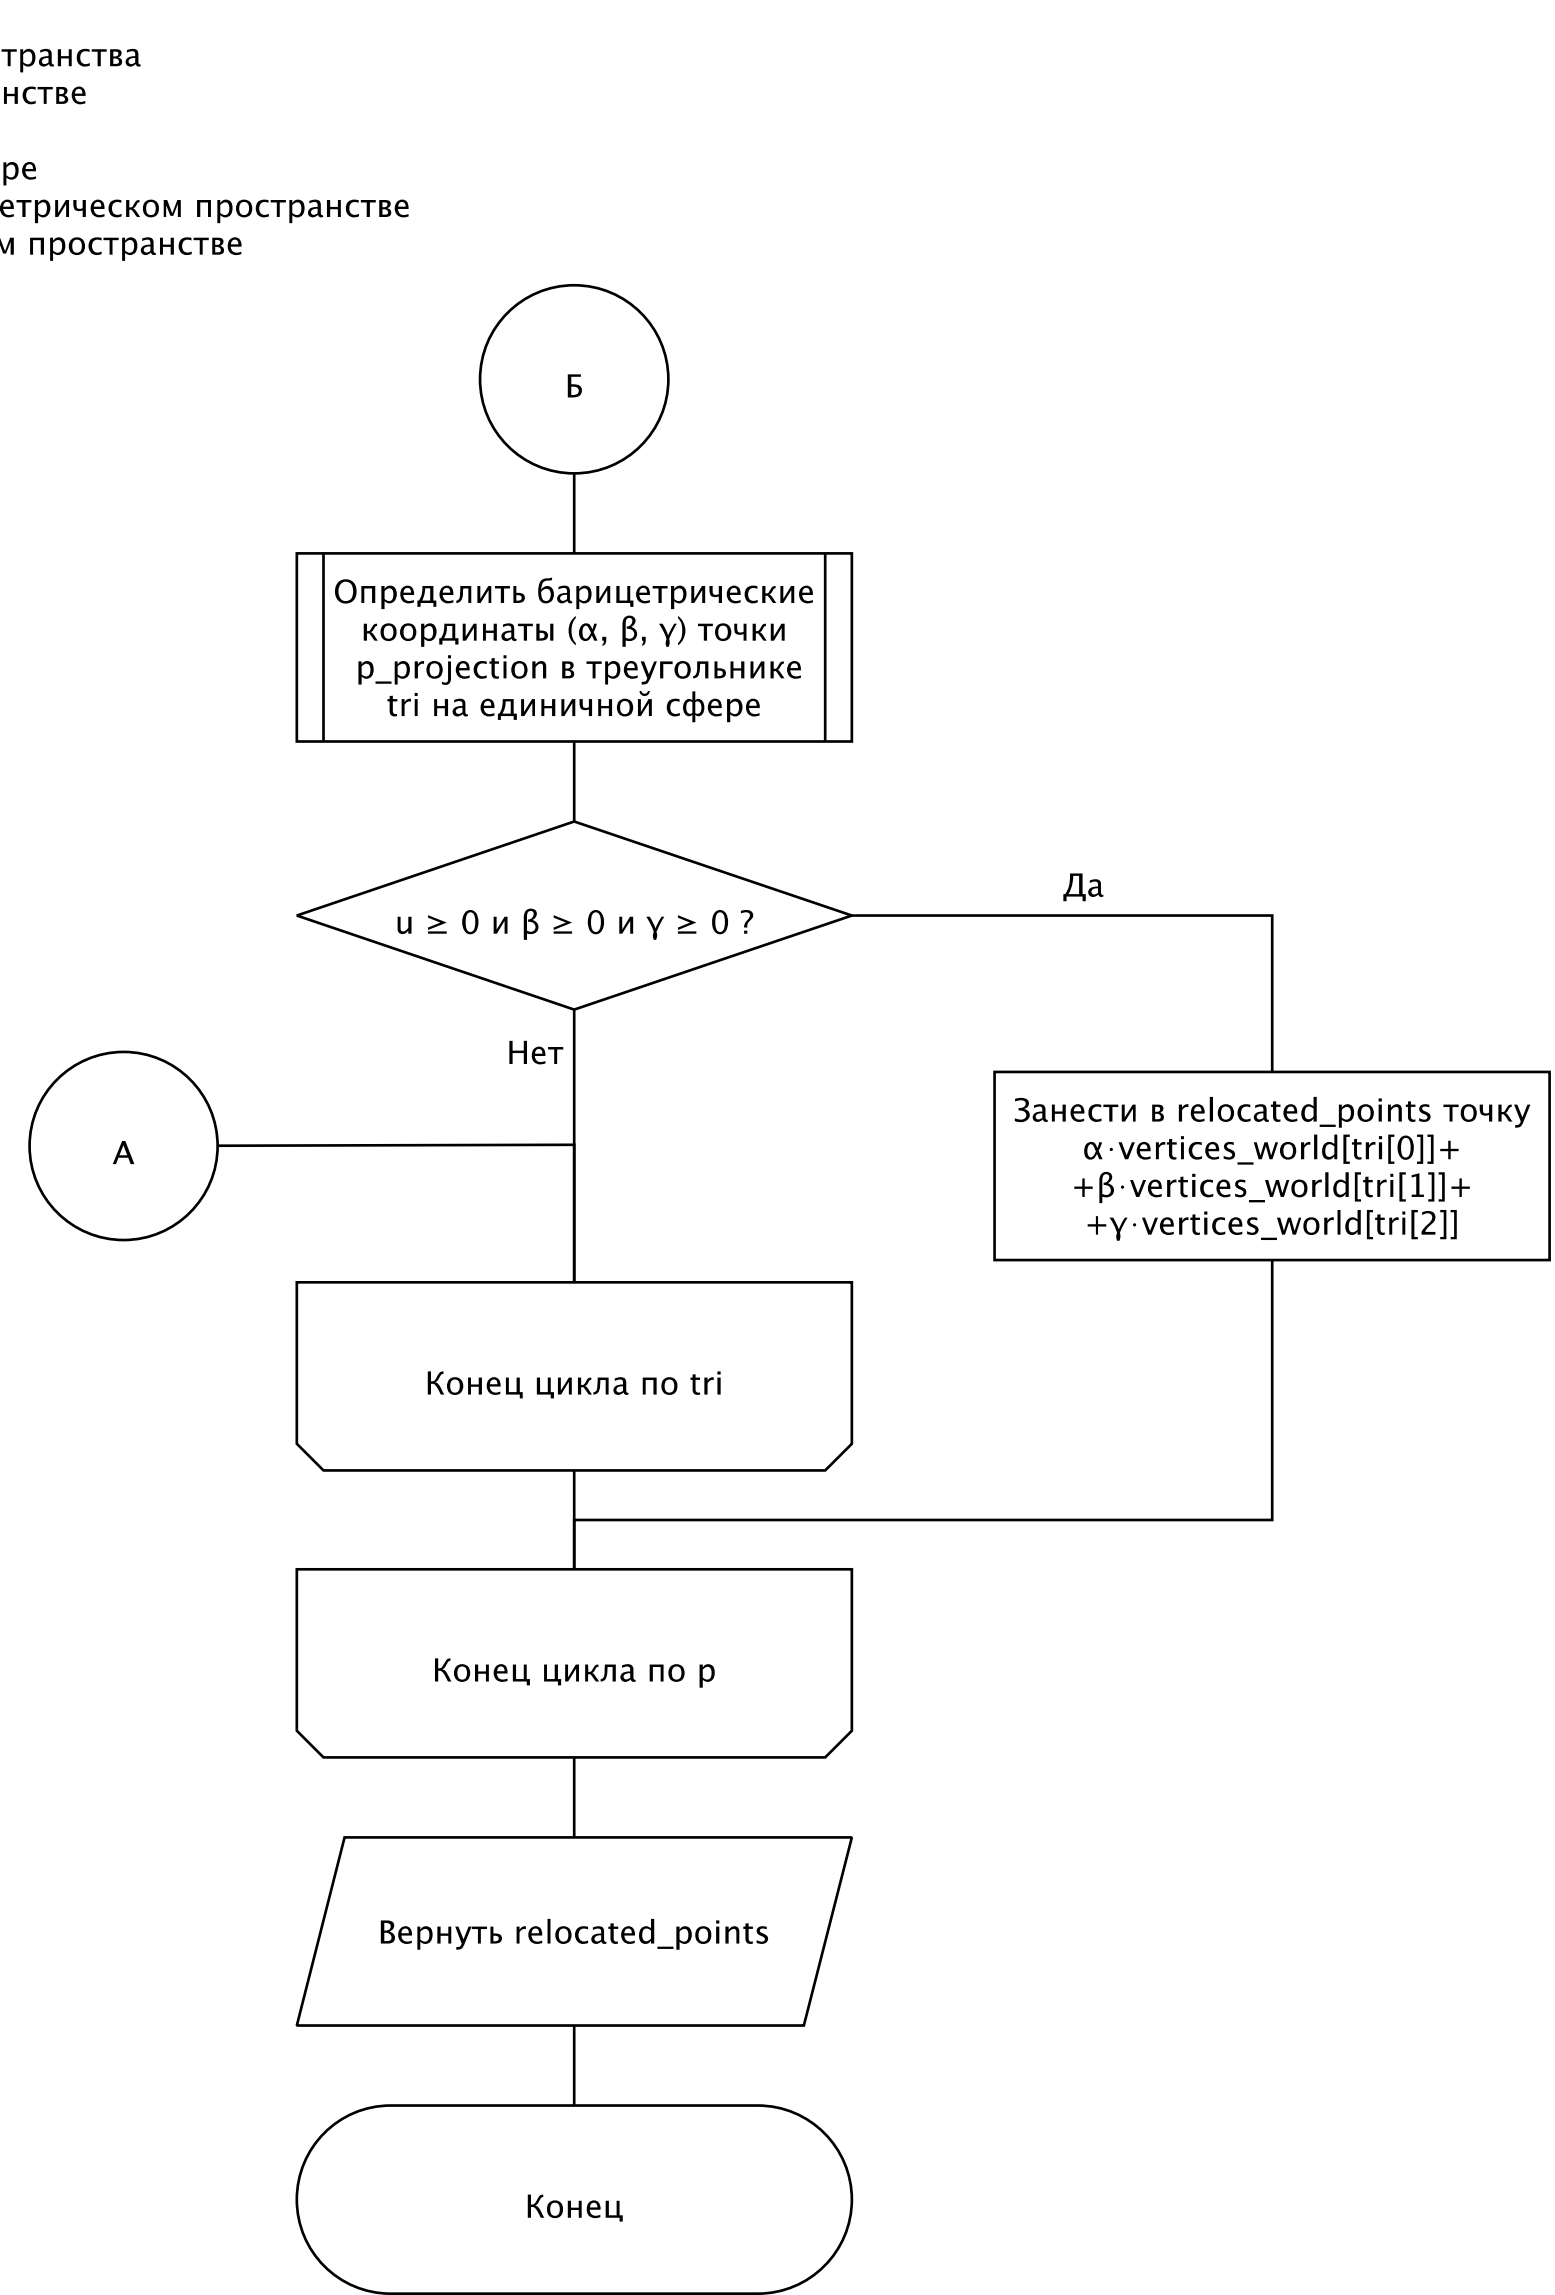 транства
нстве
ре
етрическом пространстве
м пространстве
Б
Определить барицетрические
координаты (α, β, γ) точки
p_projection в треугольнике
tri на единичной сфере
u ≥ 0 и β ≥ 0 и γ ≥ 0 ?
Да
Нет
А
Занести в relocated_points точку
α·vertices_world[tri[0]]+
+β·vertices_world[tri[1]]+
+γ·vertices_world[tri[2]]
Конец цикла по tri
Конец цикла по p
Вернуть relocated_points
Конец